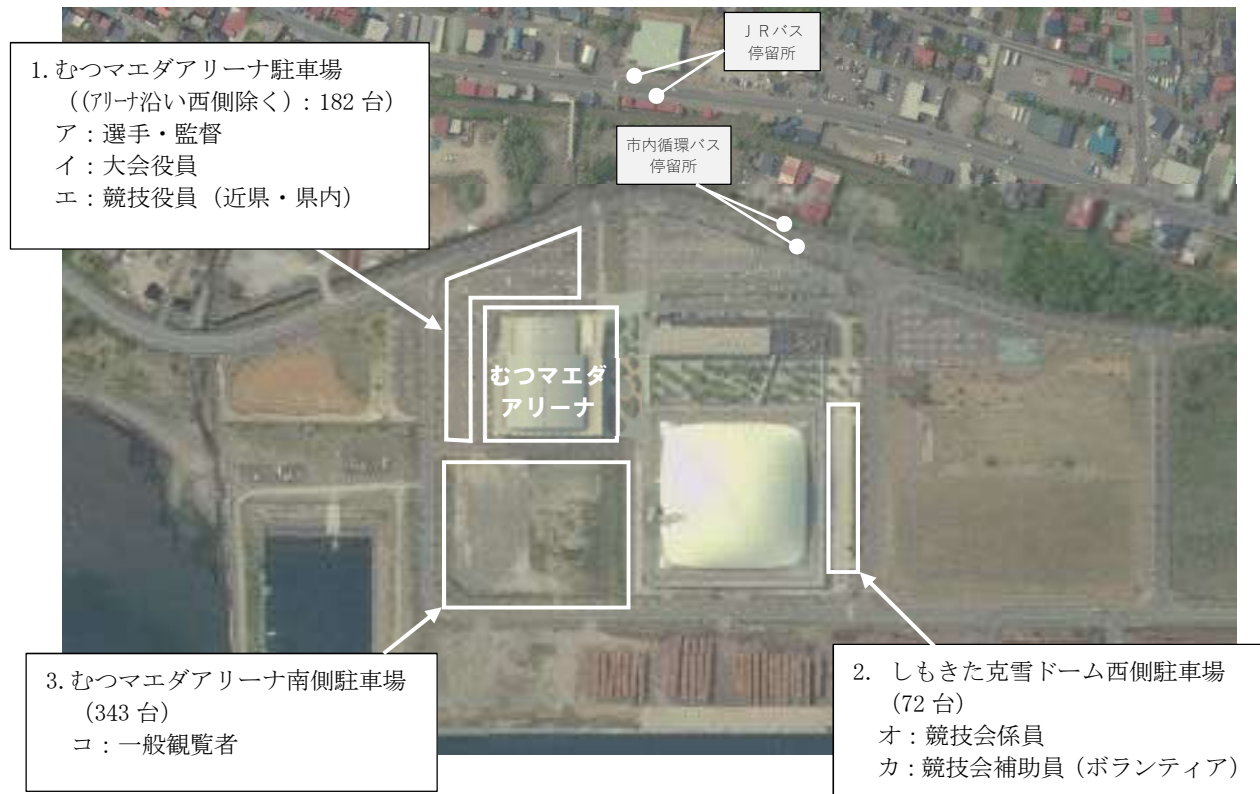 1. むつマエダアリーナ駐車場
((ｱﾘｰﾅ沿い西側除く)：182 台)
ア：選手・監督
イ：大会役員
エ：競技役員（近県・県内）
ＪＲバス
停留所
市内循環バス
停留所
むつマエダ
アリーナ
3. むつマエダアリーナ南側駐車場
(343 台)
コ：一般観覧者
2. しもきた克雪ドーム西側駐車場
(72 台)
オ：競技会係員
カ：競技会補助員（ボランティア）